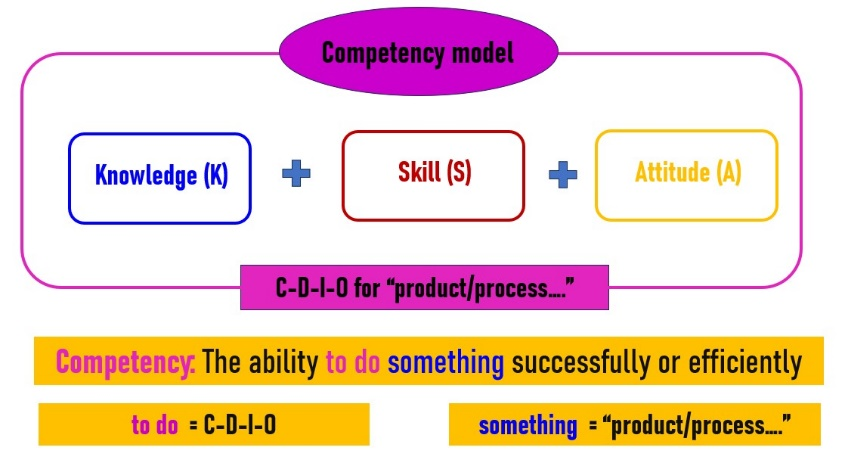 Competency model
Knowledge (K)
Skill (S)
Attitude (A)
C-D-I-O for “product/process....”
Competency: The ability to do something successfully or efficiently
to do = C-D-I-O
something = “product/process....”